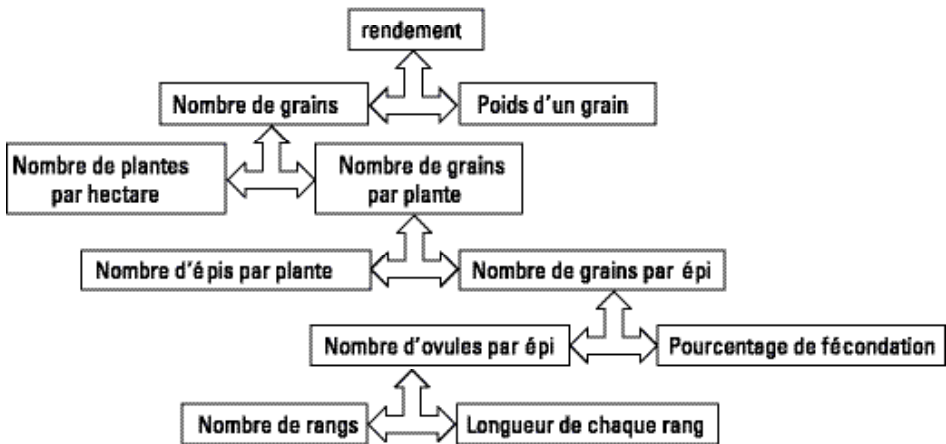 rendement
Nombre de grains
Poids d'un grain
Nombre de plantes
par hectare
Nombre de grains
par plante
Nombre d'épis par plante
Nombre de grains par épi
Nombre d'ovules par épi
Pourcentage de fécondation
Nombre de rangs
Longueur de chaque rang